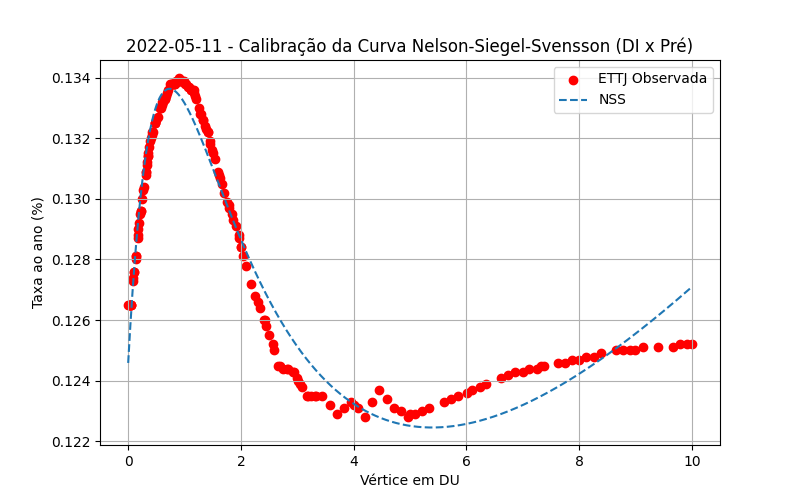 2022-05-11 - Calibração da Curva Nelson-Siegel-Svensson (DI x Pré)
ETTJ Observada
NSS
Taxa ao ano (%)
0.134
0.132
0.130
0.128
0.126
0.124
0.122
0 2 4 6 8 10
Vértice em DU